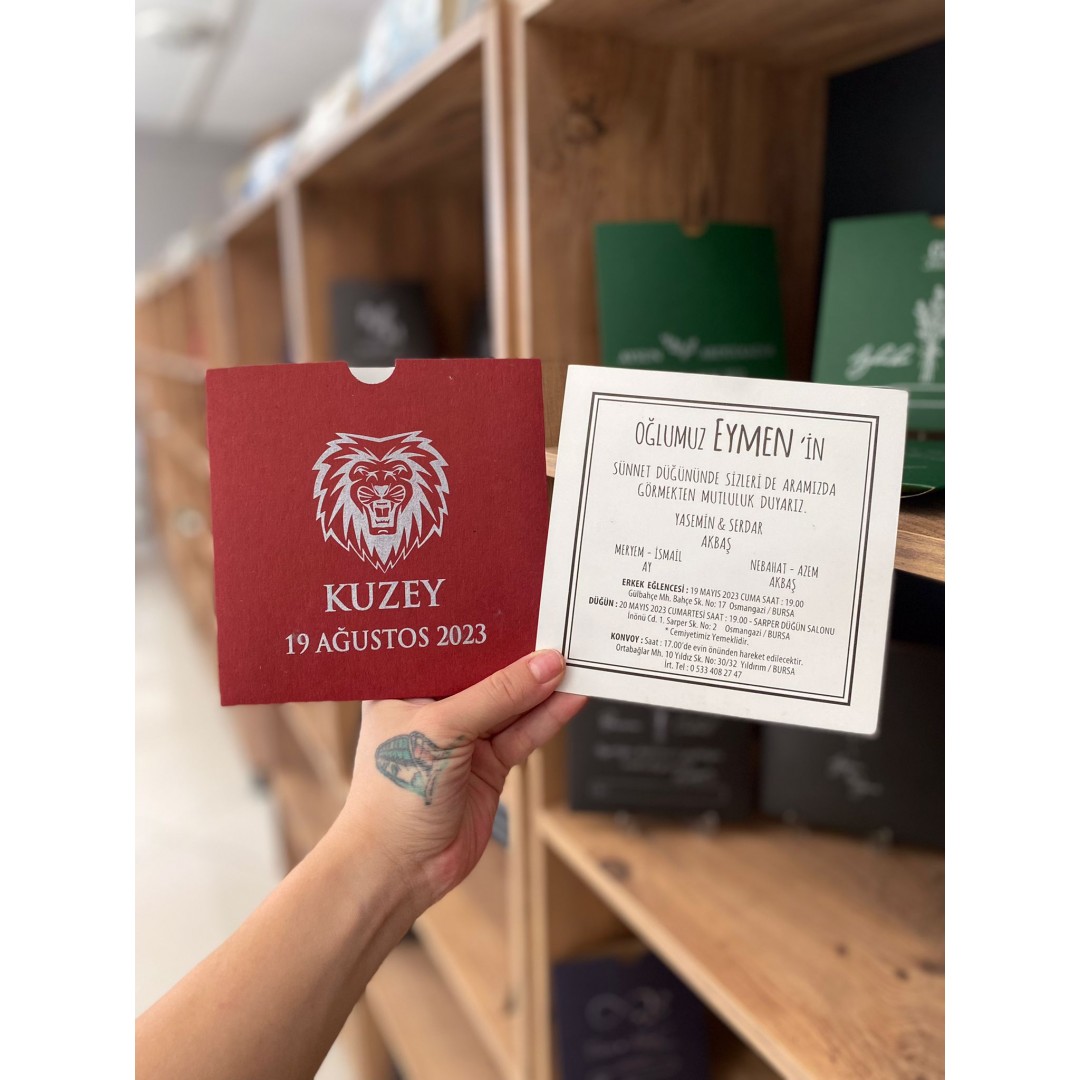 KUZEY
19 AĞUSTOS 2023
OĞLUMUZ EYMEN 'İN
SÜNNET DÜĞÜNÜNDE SİZLERİ DE ARAMIZDA
GÖRMEKTEN MUTLULUK DUYARIZ.
YASEMİN & SERDAR
AKBAŞ
MERYEM - İSMAİL
AY
NEBAHAT - AZEM
AKBAŞ
ERKEK EĞLENCESİ : 19 MAYIS 2023 CUMA SAAT : 19.00
Gülbahçe Mh. Bahçe Sk. No: 17 Osmangazi / BURSA
DÜĞÜN : 20 MAYIS 2023 CUMARTESİ SAAT : 19.00 - SARPER DÜĞÜN SALONU
İnönü Cd. 1. Sarper Sk. No: 2 Osmangazi / BURSA
* Cemiyetimiz Yemeklidir.
KONVOY : Saat : 17.00'de evin önünden hareket edilecektir.
Ortabağlar Mh. 10 Yıldız Sk. No: 30/32 Yıldırım / BURSA
İrt. Tel : 0 533 408 27 47